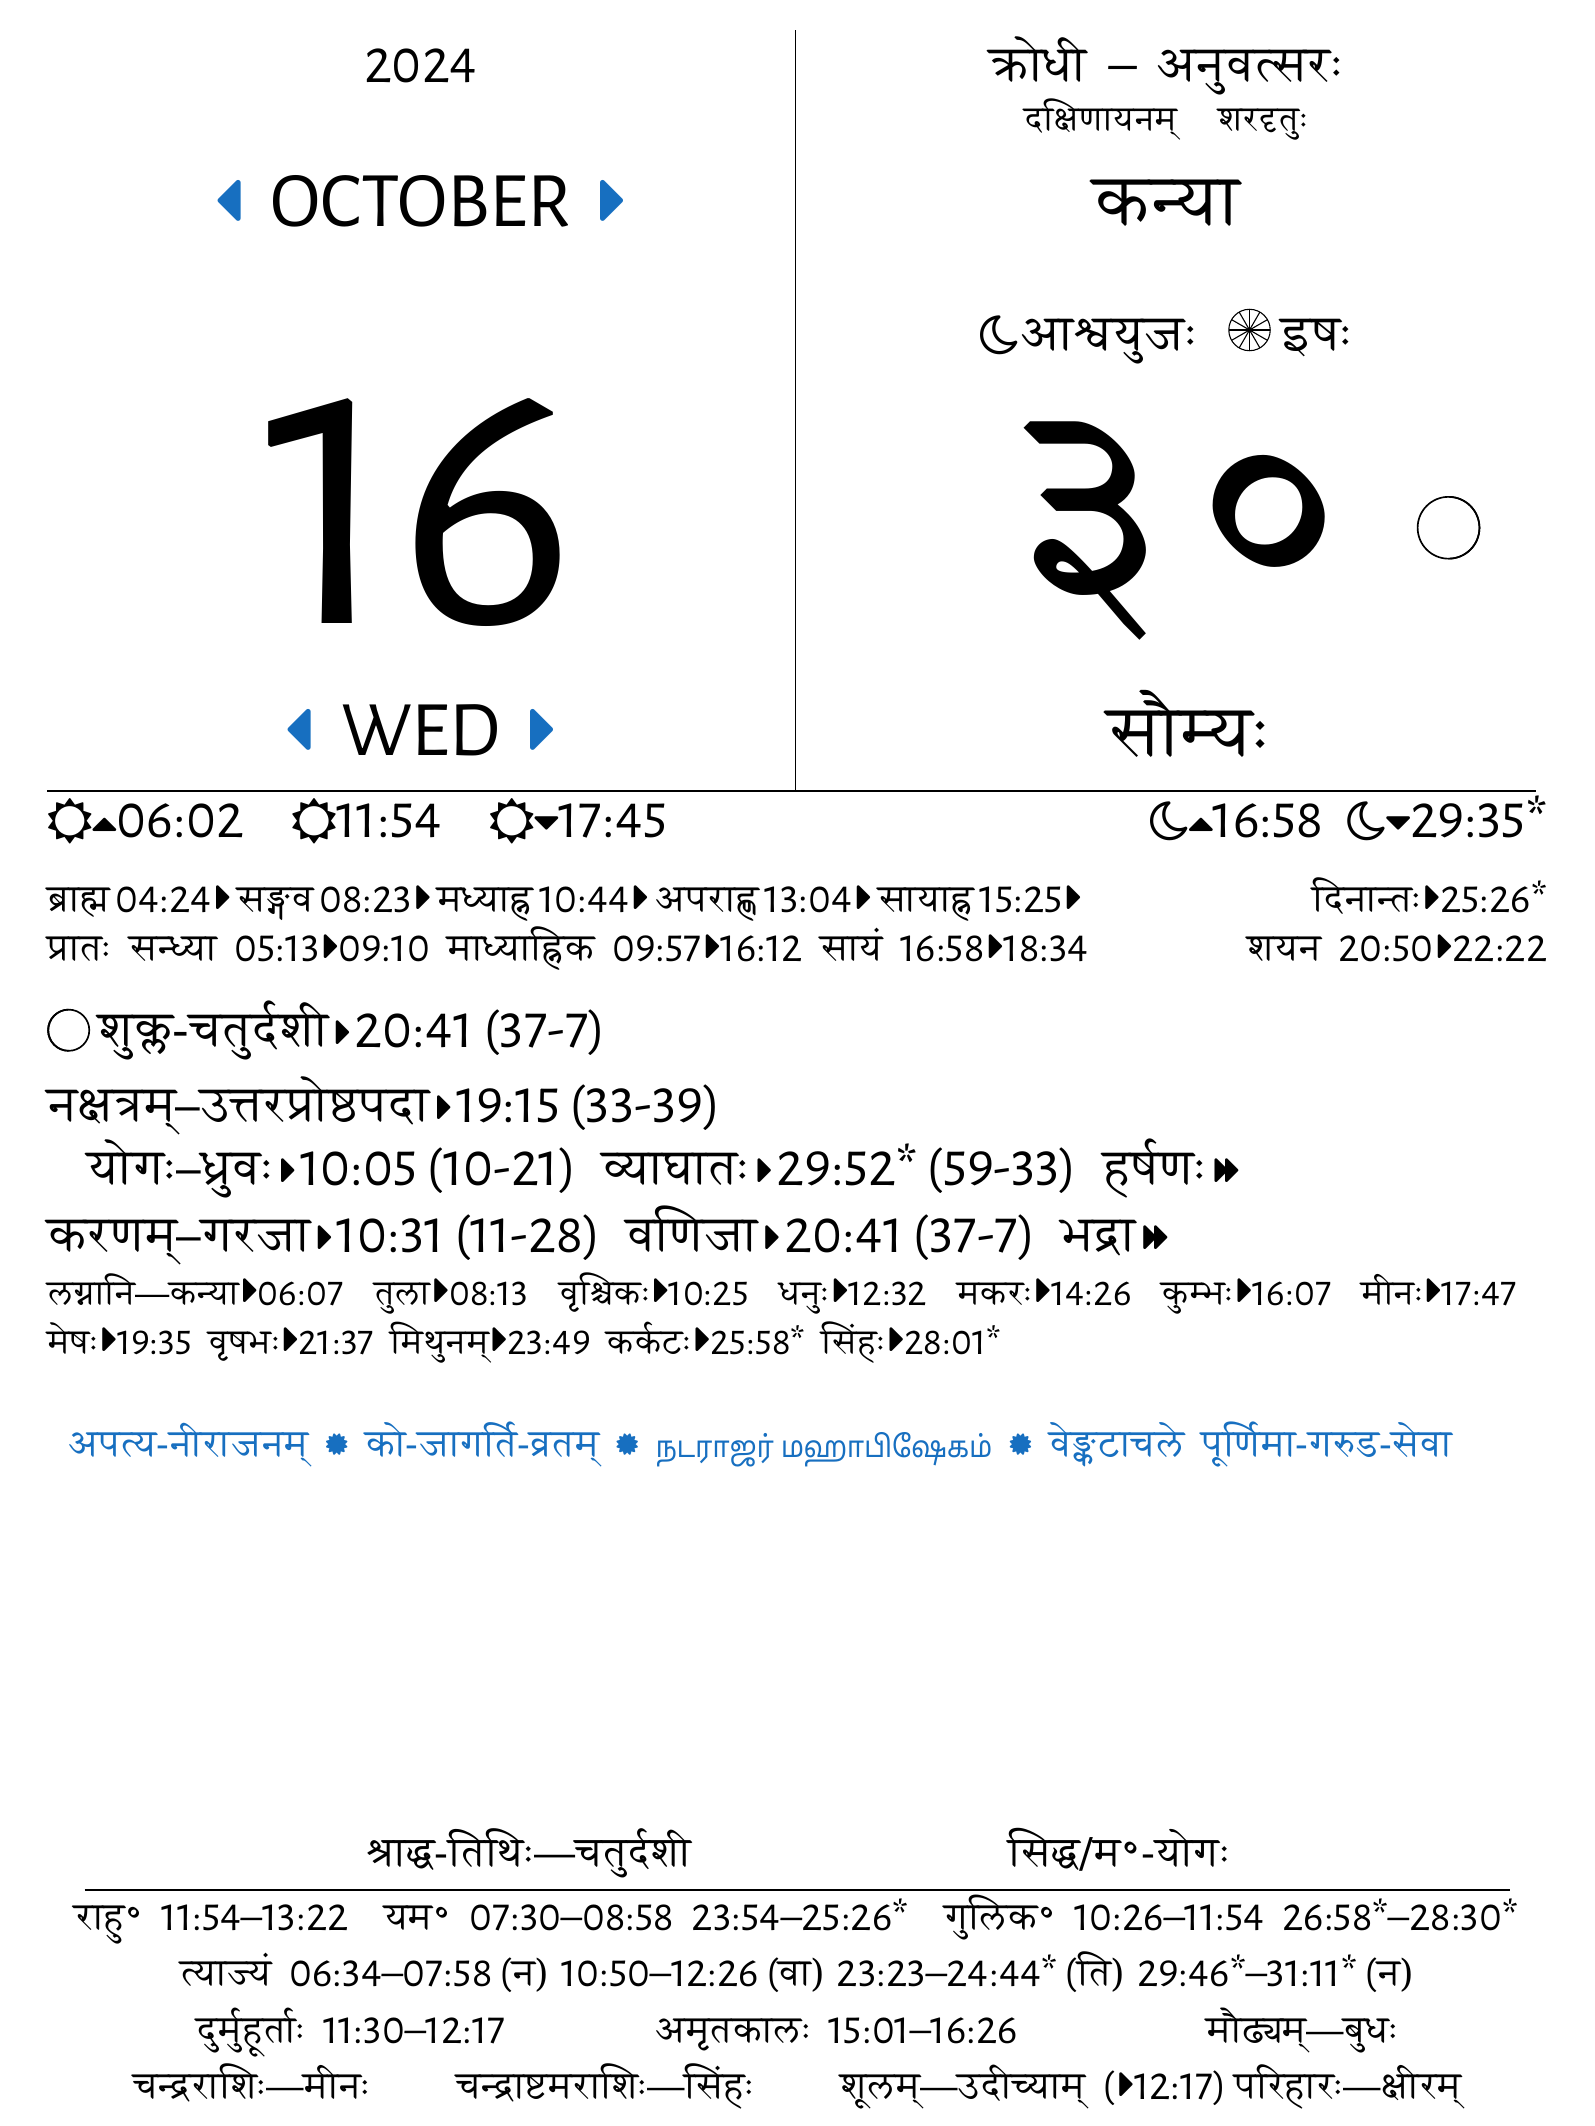 2024
OCTOBER
16
WED
क्रोधी – अनुवत्सरः
दक्षिणायनम् शरदृतुः
कन्या
आश्वयुजः इषः
३०
सौम्यः
06:02 11:54 17:45 16:58 29:35*
ब्राह्म 04:24 सङ्गव 08:23 मध्याह्न 10:44 अपराह्ण 13:04 सायाह्न 15:25 दिनान्तः 25:26*
प्रातः सन्ध्या 05:13 09:10 माध्याह्निक 09:57 16:12 सायं 16:58 18:34 शयन 20:50 22:22
शुक्ल-चतुर्दशी 20:41 (37-7)
नक्षत्रम्–उत्तरप्रोष्ठपदा 19:15 (33-39)
योगः–ध्रुवः 10:05 (10-21) व्याघातः 29:52* (59-33) हर्षणः
करणम्–गरजा 10:31 (11-28) वणिजा 20:41 (37-7) भद्रा
लग्नानि—कन्या 06:07 तुला 08:13 वृश्चिकः 10:25 धनुः 12:32 मकरः 14:26 कुम्भः 16:07 मीनः 17:47
मेषः 19:35 वृषभः 21:37 मिथुनम् 23:49 कर्कटः 25:58* सिंहः 28:01*
अपत्य-नीराजनम् ✹ को-जागर्ति-व्रतम् ✹ நடராஜர் மஹாபிஷேகம் ✹ वेङ्कटाचले पूर्णिमा-गरुड-सेवा
श्राद्ध-तिथिः—चतुर्दशी सिद्ध/म॰-योगः
राहु॰ 11:54–13:22 यम॰ 07:30–08:58 23:54–25:26* गुलिक॰ 10:26–11:54 26:58*–28:30*
त्याज्यं 06:34–07:58 (न) 10:50–12:26 (वा) 23:23–24:44* (ति) 29:46*–31:11* (न)
दुर्मुहूर्ताः 11:30–12:17 अमृतकालः 15:01–16:26 मौढ्यम्—बुधः
चन्द्रराशिः—मीनः चन्द्राष्टमराशिः—सिंहः शूलम्—उदीच्याम् (12:17) परिहारः—क्षीरम्